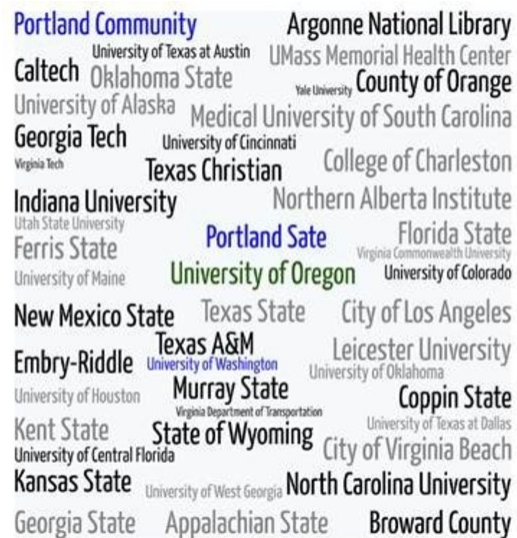 Portland Community Argonne National Library
University of Texas at Austin UMass Memorial Health Center
Caltech Oklahoma State Yale University County of Orange
University of Alaska Medical University of South Carolina
Georgia Tech University of Cincinnati
Virginia Tech Texas Christian College of Charleston
Indiana University Northern Alberta Institute
Utah State University Portland Sate Florida State
Ferris State Virginia Commonwealth University
University of Maine University of Oregon University of Colorado
New Mexico State Texas State City of Los Angeles
Texas A&M Leicester University
Embry-Riddle University of Washington University of Oklahoma
University of Houston Murray State Coppin State
Virginia Department of Transportation University of Texas at Dallas
Kent State State of Wyoming City of Virginia Beach
University of Central Florida
Kansas State University of West Georgia North Carolina University
Georgia State Appalachian State Broward County